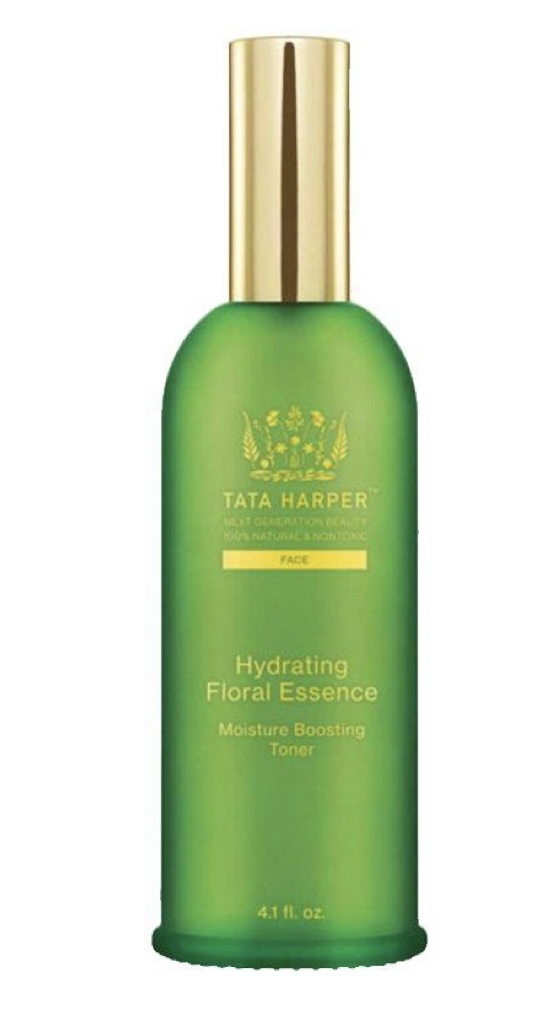 TATA HARPER™
NEXT GENERATION BEAUTY
100% NATURAL & NONTOXIC
FACE
Hydrating
Floral Essence
Moisture Boosting
Toner
4.1 fl. oz.